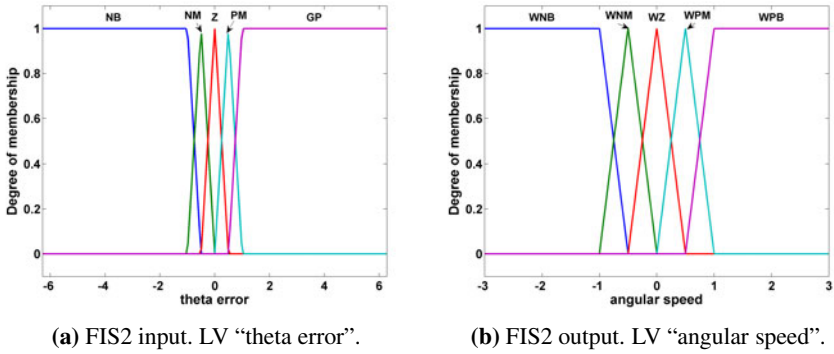 NB NM Z PM GP
1
0.8
0.6
0.4
0.2
0
Degree of membership
-6 -4 -2 0 2 4 6
theta error
(a) FIS2 input. LV “theta error”.
WNB WNM WZ WPM WPB
1
0.8
0.6
0.4
0.2
0
Degree of membership
-3 -2 -1 0 1 2 3
angular speed
(b) FIS2 output. LV “angular speed”.